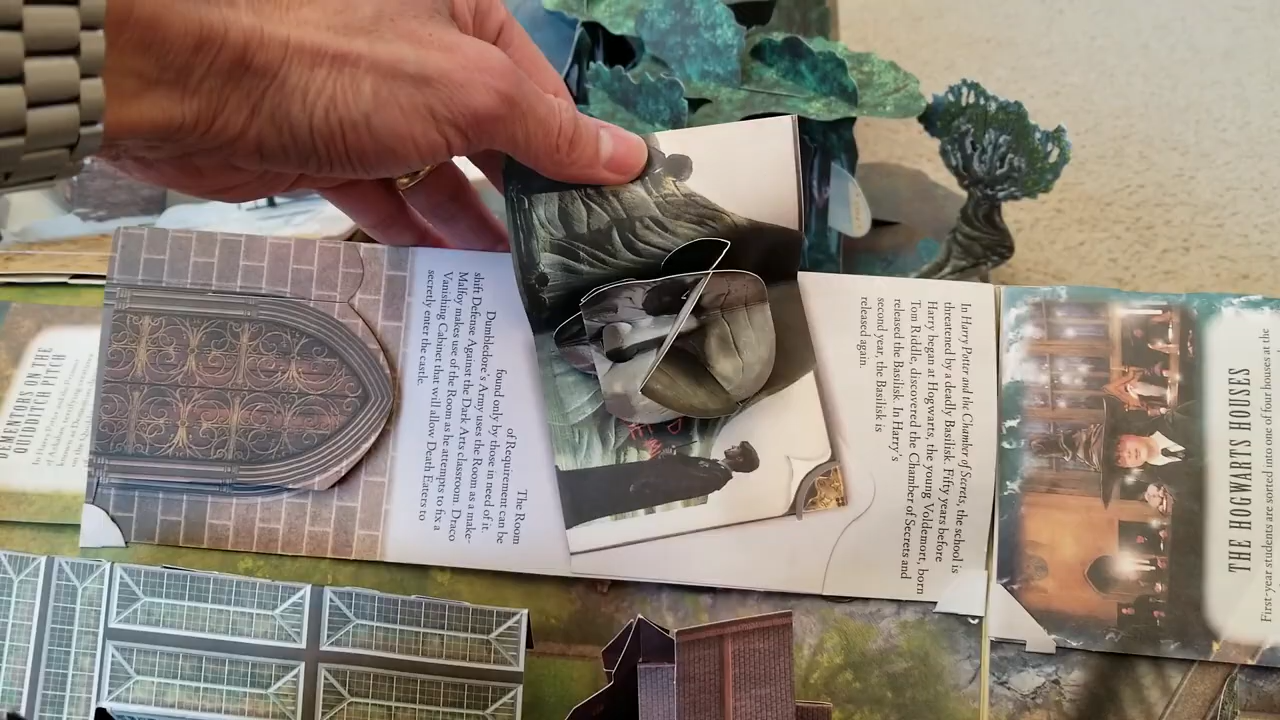 DEMENTORS ON THE
QUIDDITCH PITCH
The Room
of Requirement can be
found only by those in need of it.
Dumbledore's Army uses the Room as a make-
shift Defense Against the Dark Arts classroom. Draco
Malfoy makes use of the Room as he attempts to fix a
Vanishing Cabinet that will allow Death Eaters to
secretly enter the castle.
In Harry Potter and the Chamber of Secrets, the school is
threatened by a deadly Basilisk. Fifty years before
Harry began at Hogwarts, the young Voldemort, born
Tom Riddle, discovered the Chamber of Secrets and
released the Basilisk. In Harry's
second year, the Basilisk is
released again.
THE HOGWARTS HOUSES
First-year students are sorted into one of four houses at the